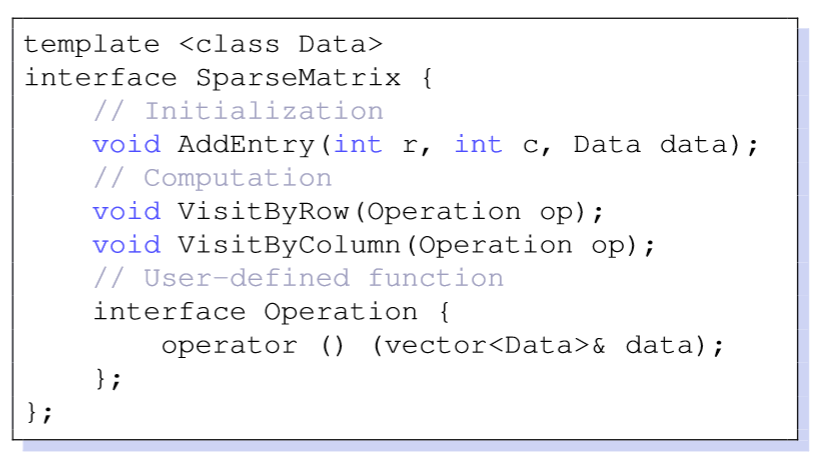 template <class Data>
interface SparseMatrix {
    // Initialization
    void AddEntry(int r, int c, Data data);
    // Computation
    void VisitByRow(Operation op);
    void VisitByColumn(Operation op);
    // User-defined function
    interface Operation {
        operator () (vector<Data>& data);
    };
};